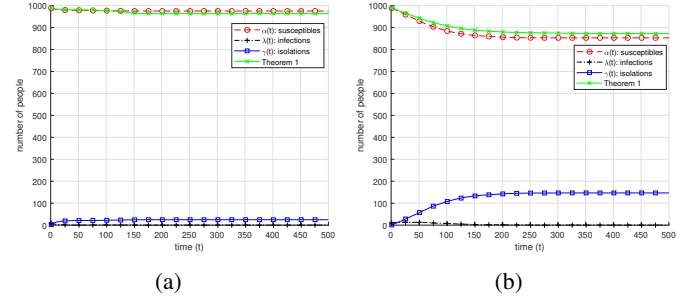 1000
900
800
700
600
500
400
300
200
100
0
number of people
α(t): susceptibles
λ(t): infections
γ(t): isolations
Theorem 1
0 50 100 150 200 250 300 350 400 450 500
time (t)
(a)
1000
900
800
700
600
500
400
300
200
100
0
number of people
α(t): susceptibles
λ(t): infections
γ(t): isolations
Theorem 1
0 50 100 150 200 250 300 350 400 450 500
time (t)
(b)